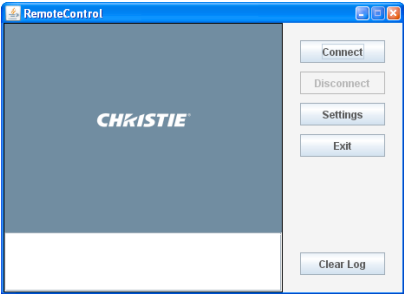 RemoteControl
Connect
Disconnect
CHRISTIE
Settings
Exit
Clear Log